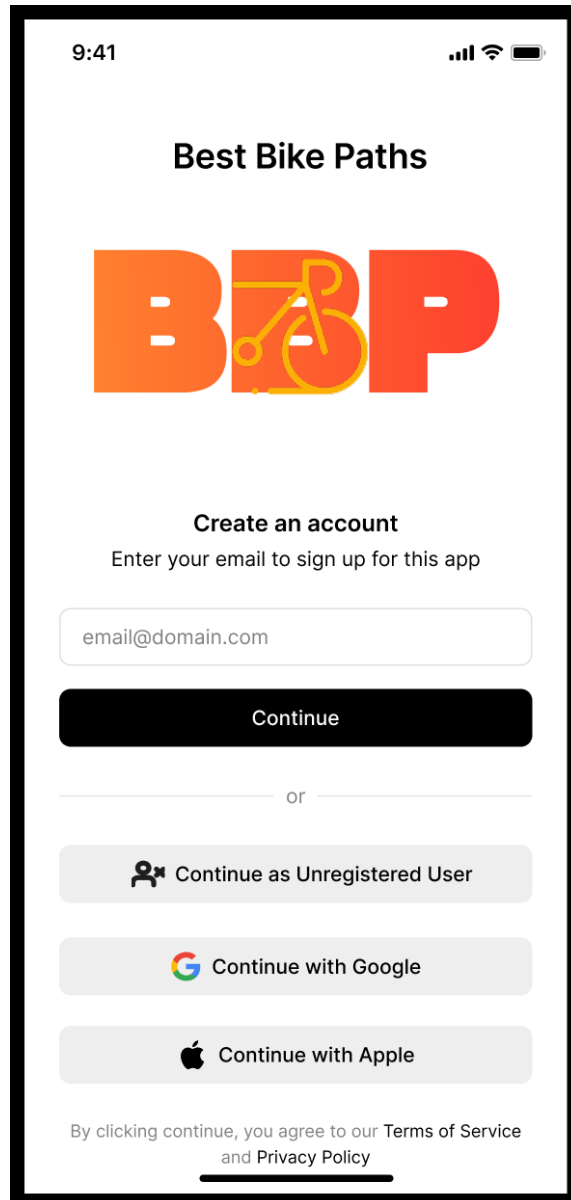 9:41
Best Bike Paths
BBP
Create an account
Enter your email to sign up for this app
email@domain.com
Continue
or
Continue as Unregistered User
Continue with Google
Continue with Apple
By clicking continue, you agree to our Terms of Service
and Privacy Policy